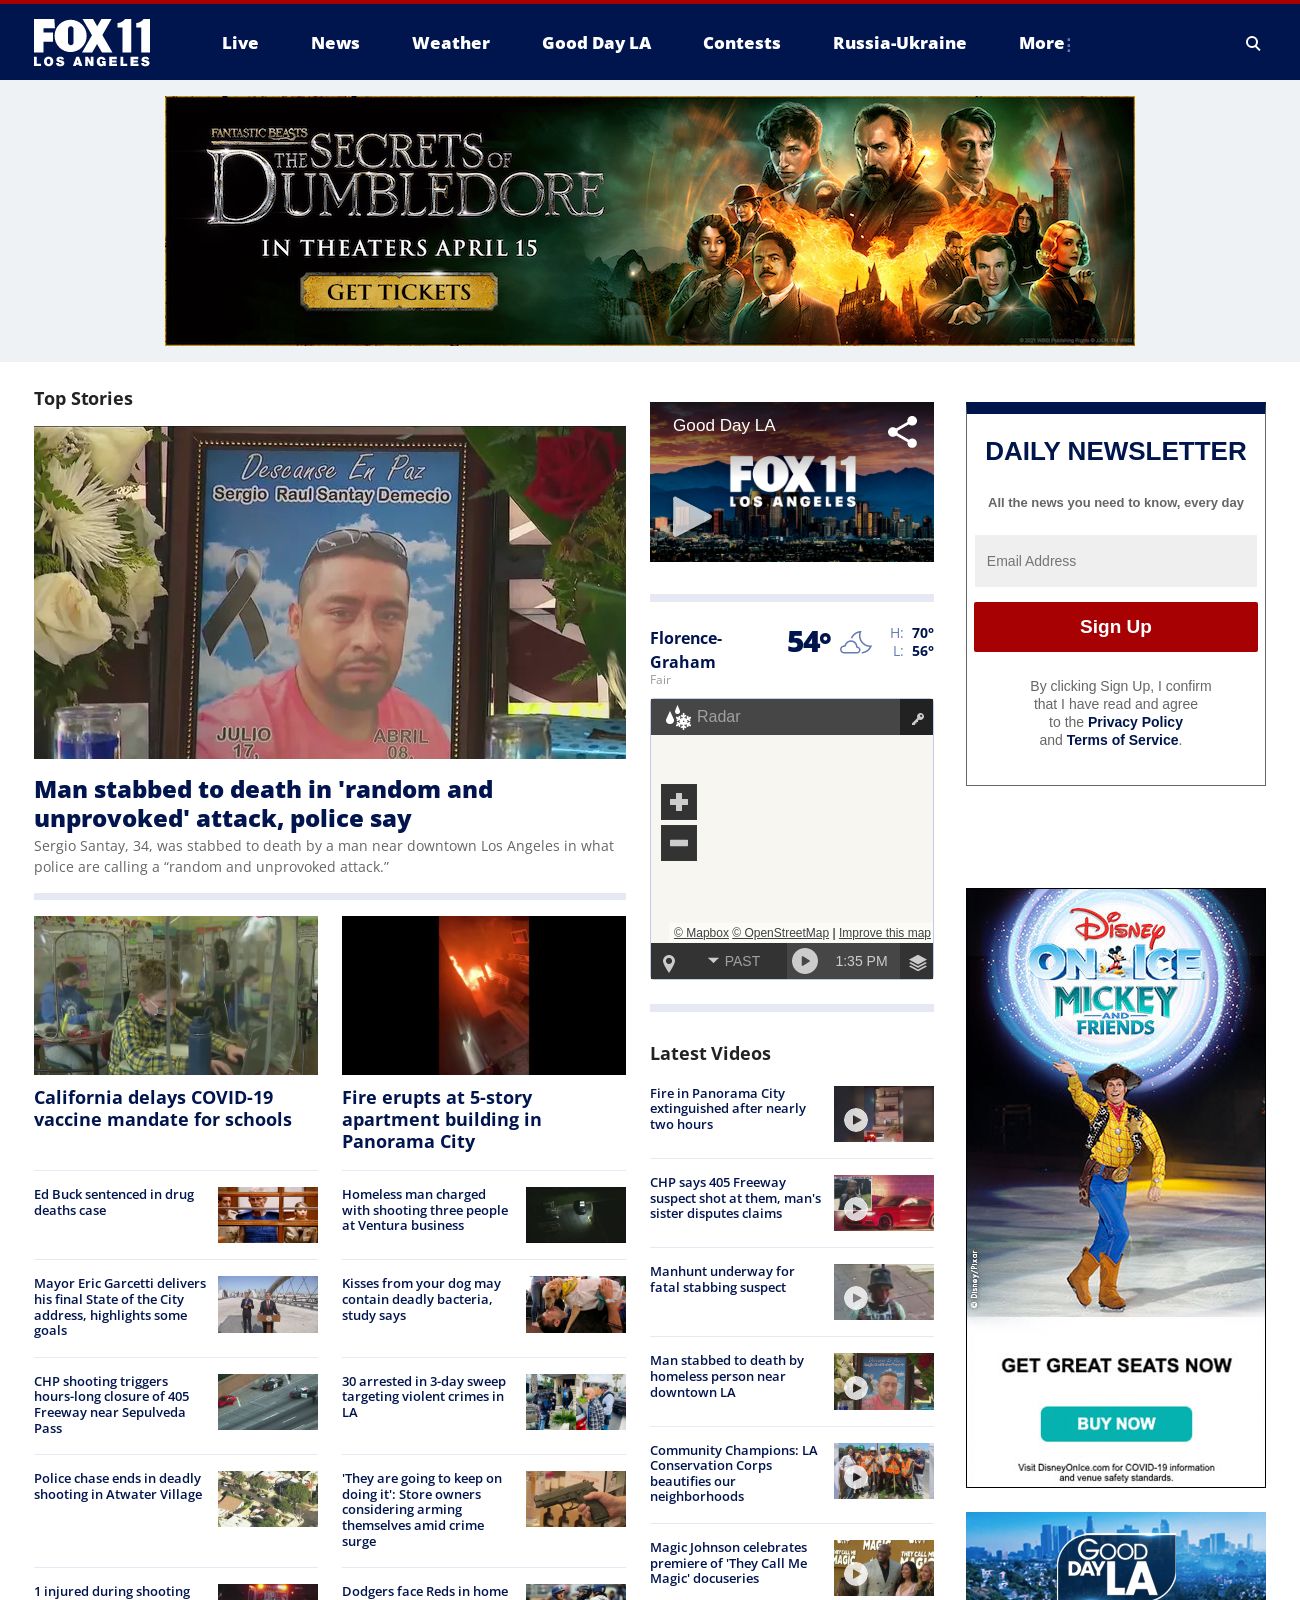 FOX 11
LOS ANGELES
Live
News
Weather
Good Day LA
Contests
Russia-Ukraine
More
FANTASTIC BEASTS
THE SECRETS OF
DUMBLEDORE
IN THEATERS APRIL 15
GET TICKETS
Top Stories
Descanse En Paz
Sergio Raul Santay Demecio
JULIO
17,
ABRIL
08,
Man stabbed to death in 'random and
unprovoked' attack, police say
Sergio Santay, 34, was stabbed to death by a man near downtown Los Angeles in what
police are calling a “random and unprovoked attack.”
California delays COVID-19
vaccine mandate for schools
Fire erupts at 5-story
apartment building in
Panorama City
Ed Buck sentenced in drug
deaths case
Homeless man charged
with shooting three people
at Ventura business
Mayor Eric Garcetti delivers
his final State of the City
address, highlights some
goals
Kisses from your dog may
contain deadly bacteria,
study says
CHP shooting triggers
hours-long closure of 405
Freeway near Sepulveda
Pass
30 arrested in 3-day sweep
targeting violent crimes in
LA
Police chase ends in deadly
shooting in Atwater Village
'They are going to keep on
doing it': Store owners
considering arming
themselves amid crime
surge
1 injured during shooting
Dodgers face Reds in home
Good Day LA
FOX 11
LOS ANGELES
Florence-
Graham
Fair
54°
H: 70°
L: 56°
Radar
© Mapbox © OpenStreetMap | Improve this map
PAST
1:35 PM
Latest Videos
Fire in Panorama City
extinguished after nearly
two hours
CHP says 405 Freeway
suspect shot at them, man's
sister disputes claims
Manhunt underway for
fatal stabbing suspect
Man stabbed to death by
homeless person near
downtown LA
Community Champions: LA
Conservation Corps
beautifies our
neighborhoods
Magic Johnson celebrates
premiere of 'They Call Me
Magic' docuseries
DAILY NEWSLETTER
All the news you need to know, every day
Email Address
Sign Up
By clicking Sign Up, I confirm
that I have read and agree
to the Privacy Policy
and Terms of Service.
Disney
ON ICE
MICKEY
AND
FRIENDS
© Disney/Pixar
GET GREAT SEATS NOW
BUY NOW
Visit DisneyOnIce.com for COVID-19 information
and venue safety standards.
GOOD
DAY LA